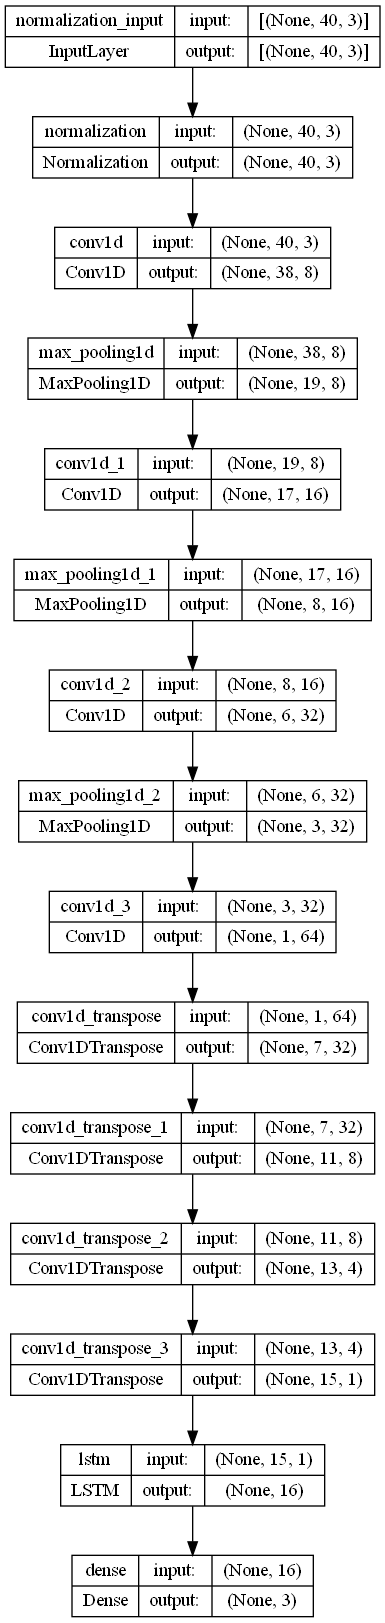 normalization_input input: [(None, 40, 3)]
InputLayer output: [(None, 40, 3)]
normalization input: (None, 40, 3)
Normalization output: (None, 40, 3)
conv1d input: (None, 40, 3)
Conv1D output: (None, 38, 8)
max_pooling1d input: (None, 38, 8)
MaxPooling1D output: (None, 19, 8)
conv1d_1 input: (None, 19, 8)
Conv1D output: (None, 17, 16)
max_pooling1d_1 input: (None, 17, 16)
MaxPooling1D output: (None, 8, 16)
conv1d_2 input: (None, 8, 16)
Conv1D output: (None, 6, 32)
max_pooling1d_2 input: (None, 6, 32)
MaxPooling1D output: (None, 3, 32)
conv1d_3 input: (None, 3, 32)
Conv1D output: (None, 1, 64)
conv1d_transpose input: (None, 1, 64)
Conv1DTranspose output: (None, 7, 32)
conv1d_transpose_1 input: (None, 7, 32)
Conv1DTranspose output: (None, 11, 8)
conv1d_transpose_2 input: (None, 11, 8)
Conv1DTranspose output: (None, 13, 4)
conv1d_transpose_3 input: (None, 13, 4)
Conv1DTranspose output: (None, 15, 1)
lstm input: (None, 15, 1)
LSTM output: (None, 16)
dense input: (None, 16)
Dense output: (None, 3)